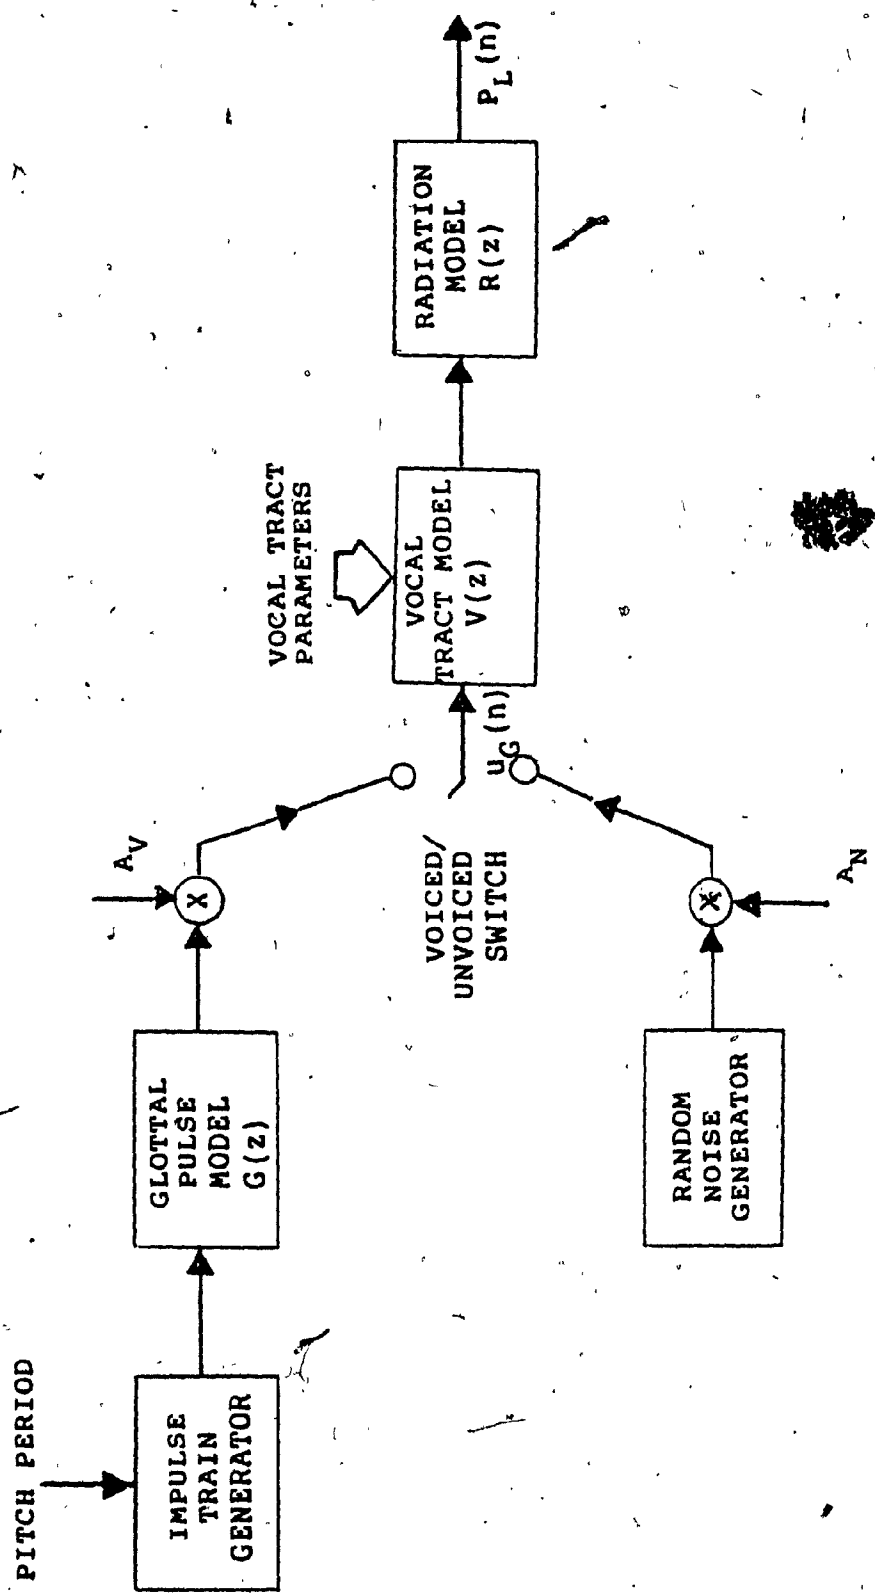 PITCH PERIOD
IMPULSE
TRAIN
GENERATOR
GLOTTAL
PULSE
MODEL
G(z)
A_V
X
VOICED/
UNVOICED
SWITCH
u_G(n)
RANDOM
NOISE
GENERATOR
X
A_N
VOCAL TRACT
PARAMETERS
VOCAL
TRACT MODEL
V(z)
RADIATION
MODEL
R(z)
P_L(n)